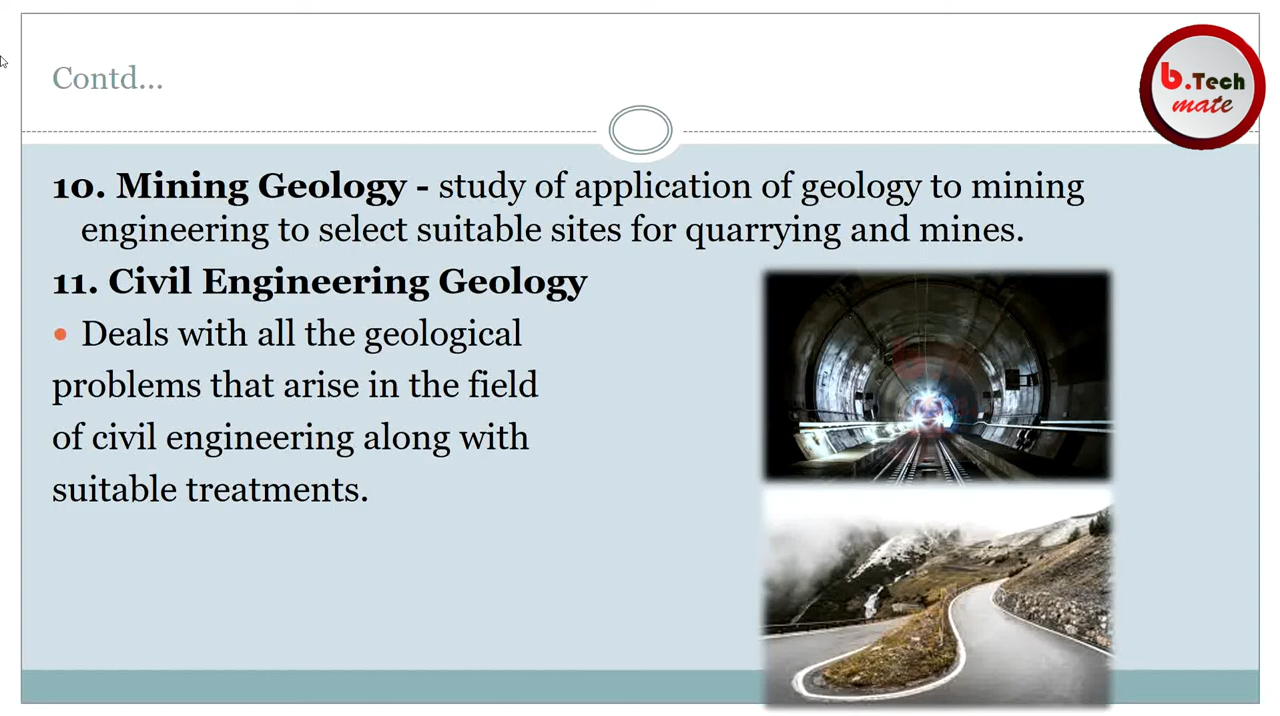 Contd...
b.Tech
mate
10. Mining Geology - study of application of geology to mining
engineering to select suitable sites for quarrying and mines.
11. Civil Engineering Geology
• Deals with all the geological
problems that arise in the field
of civil engineering along with
suitable treatments.